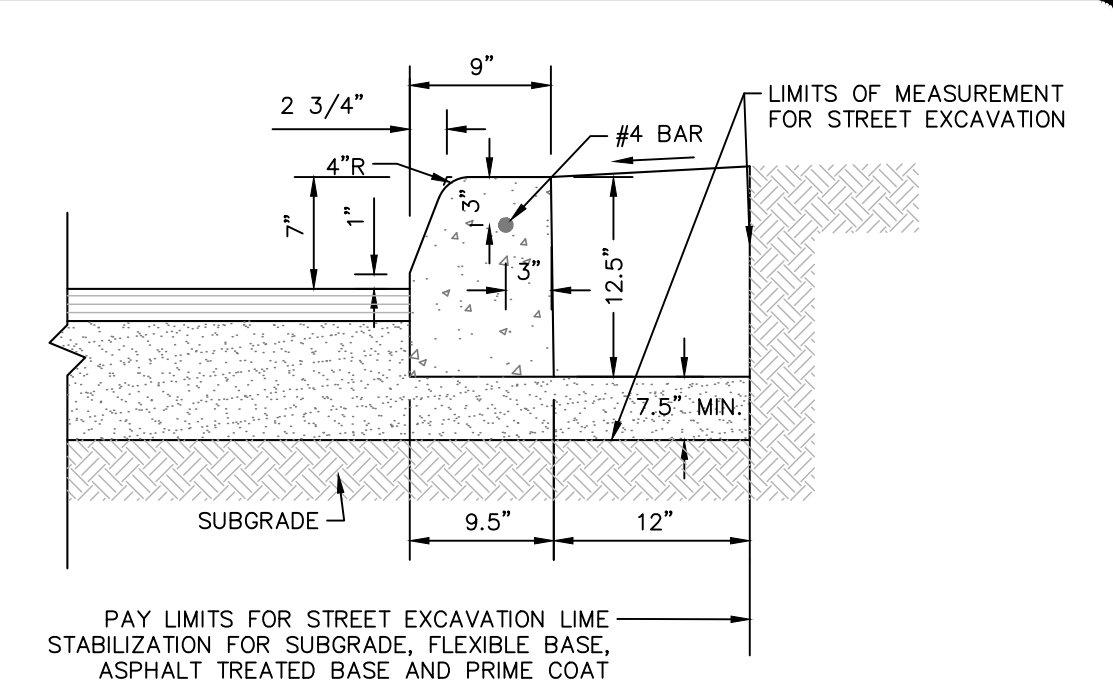 9”
2 3/4”
LIMITS OF MEASUREMENT
FOR STREET EXCAVATION
#4 BAR
4”R
3”
7”
1”
3”
12.5”
7.5” MIN.
SUBGRADE
9.5”
12”
PAY LIMITS FOR STREET EXCAVATION LIME
STABILIZATION FOR SUBGRADE, FLEXIBLE BASE,
ASPHALT TREATED BASE AND PRIME COAT